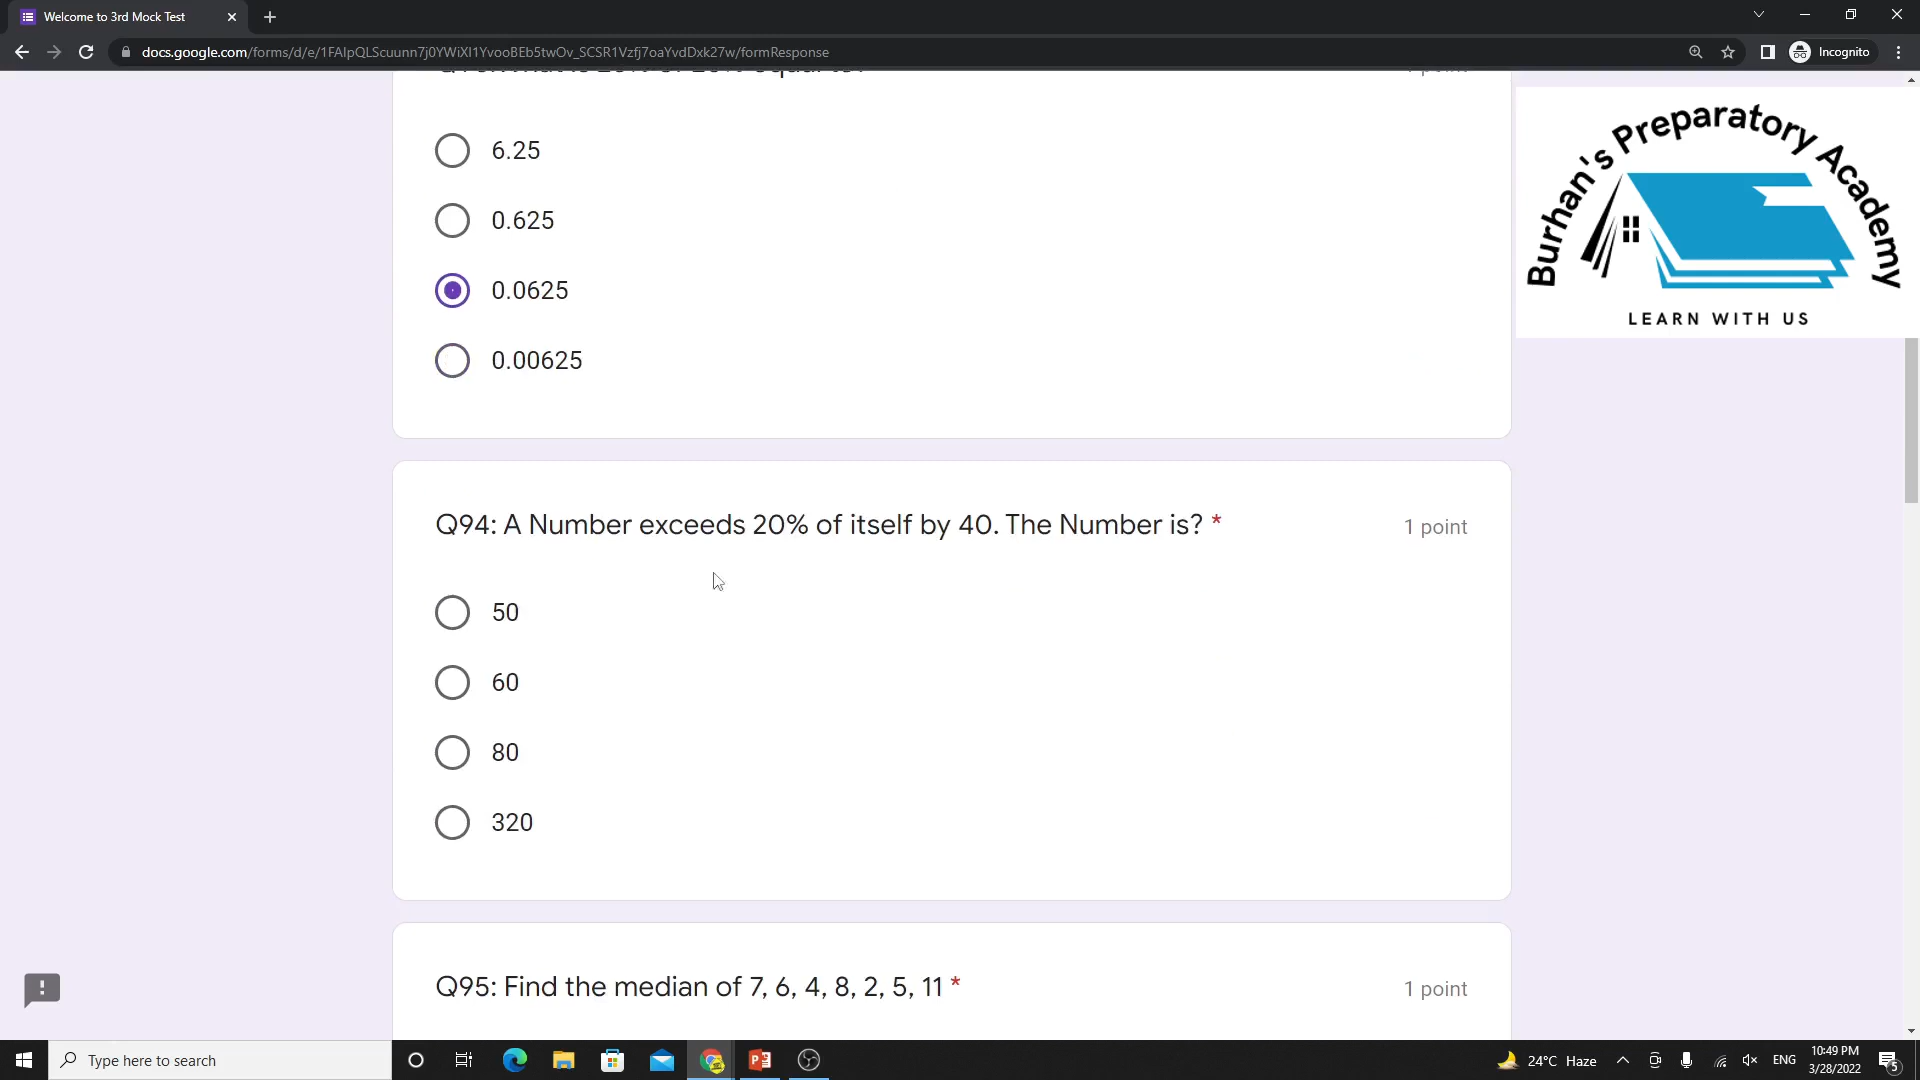 Welcome to 3rd Mock Test
docs.google.com/forms/d/e/1FAIpQLScuunn7j0YWiXI1YvooBEb5twOv_SCSR1Vzfj7oaYvdDxk27w/formResponse
Incognito
6.25
0.625
0.0625
0.00625
Burhan's Preparatory Academy
LEARN WITH US
Q94: A Number exceeds 20% of itself by 40. The Number is? *
1 point
50
60
80
320
Q95: Find the median of 7, 6, 4, 8, 2, 5, 11 *
1 point
Type here to search
24°C Haze
ENG
10:49 PM
3/28/2022
5